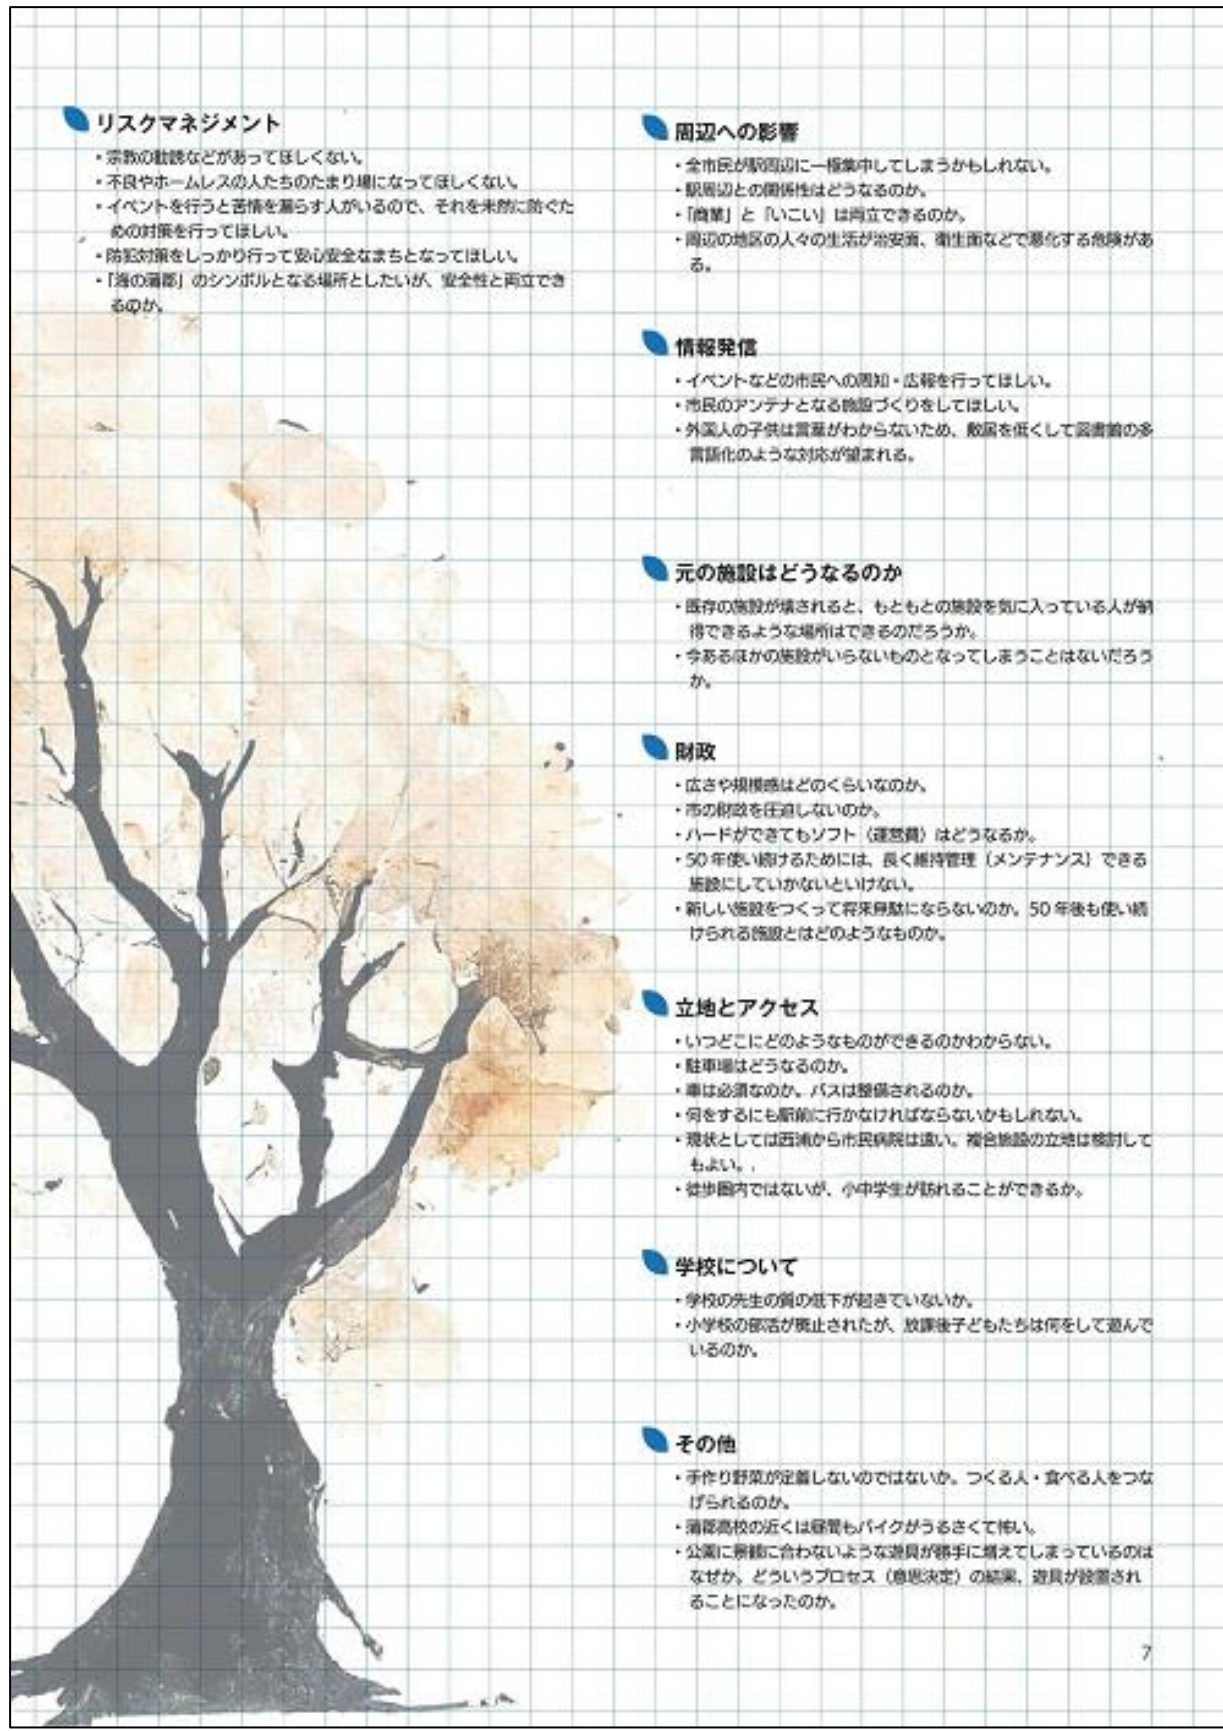 リスクマネジメント
・宗教の勧誘などがあってほしくない。
・不良やホームレスの人たちのたまり場になってほしくない。
・イベントを行うと苦情を漏らす人がいるので、それを未然に防ぐた
めの対策を行ってほしい。
・防犯対策をしっかり行って安心安全なまちとなってほしい。
・「海の蒲郡」のシンボルとなる場所としたいが、安全性と両立でき
るのか。
周辺への影響
・全市民が駅周辺に一極集中してしまうかもしれない。
・駅周辺との関係性はどうなるのか。
・「商業」と「いこい」は両立できるのか。
・周辺の地区の人々の生活が治安面、衛生面などで悪化する危険があ
る。
情報発信
・イベントなどの市民への周知・広報を行ってほしい。
・市民のアンテナとなる施設づくりをしてほしい。
・外国人の子供は言葉がわからないため、敷居を低くして図書館の多
言語化のような対応が望まれる。
元の施設はどうなるのか
・既存の施設が壊されると、もともとの施設を気に入っている人が納
得できるような場所はできるのだろうか。
・今あるほかの施設がいらないものとなってしまうことはないだろう
か。
財政
・広さや規模感はどのくらいなのか。
・市の財政を圧迫しないのか。
・ハードができてもソフト（運営費）はどうなるか。
・50 年使い続けるためには、長く維持管理（メンテナンス）できる
施設にしていかないといけない。
・新しい施設をつくって将来無駄にならないのか。50 年後も使い続
けられる施設とはどのようなものか。
立地とアクセス
・いつどこにどのようなものができるのかわからない。
・駐車場はどうなるのか。
・車は必須なのか。バスは整備されるのか。
・何をするにも駅前に行かなければならないかもしれない。
・現状としては西浦から市民病院は遠い。複合施設の立地は検討して
もよい。.
・徒歩圏内ではないが、小中学生が訪れることができるか。
学校について
・学校の先生の質の低下が起きていないか。
・小学校の部活が廃止されたが、放課後子どもたちは何をして遊んで
いるのか。
その他
・手作り野菜が定着しないのではないか。つくる人・食べる人をつな
げられるのか。
・蒲郡高校の近くは昼間もバイクがうるさくて怖い。
・公園に景観に合わないような遊具が勝手に増えてしまっているのは
なぜか。どういうプロセス（意思決定）の結果、遊具が設置され
ることになったのか。
7